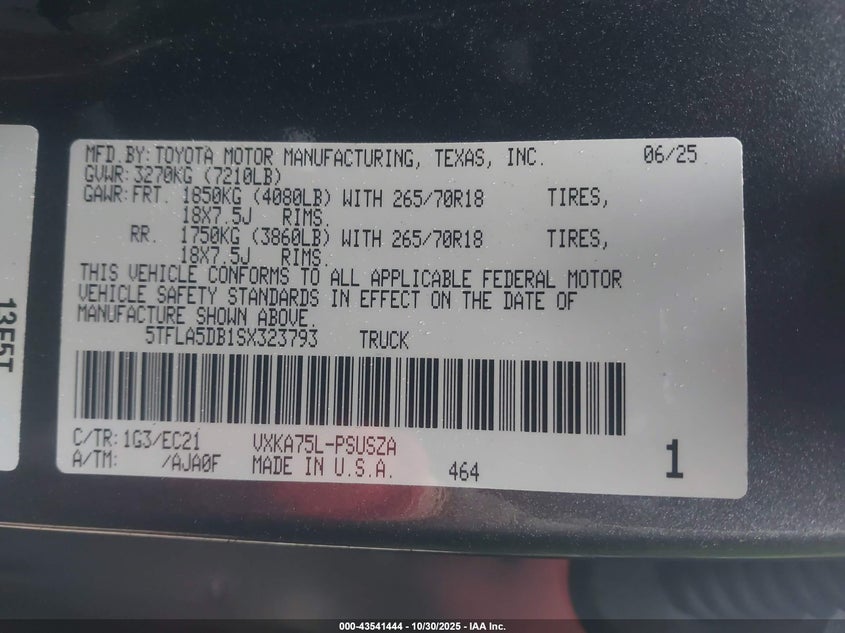 MFD.BY:TOYOTA MOTOR MANUFACTURING, TEXAS, INC. 06/25
GVWR:3270KG (7210LB)
GAWR:FRT. 1850KG (4080LB) WITH 265/70R18 TIRES,
18X7.5J RIMS.
RR. 1750KG (3860LB) WITH 265/70R18 TIRES,
18X7.5J RIMS.
THIS VEHICLE CONFORMS TO ALL APPLICABLE FEDERAL MOTOR
VEHICLE SAFETY STANDARDS IN EFFECT ON THE DATE OF
MANUFACTURE SHOWN ABOVE.
5TFLA5DB1SX323793 TRUCK
C/TR:1G3/EC21 VXKA75L-PSUSZA
A/TM: /AJA0F MADE IN U.S.A. 464 1
13E5T
000-43541444 - 10/30/2025 - IAA Inc.